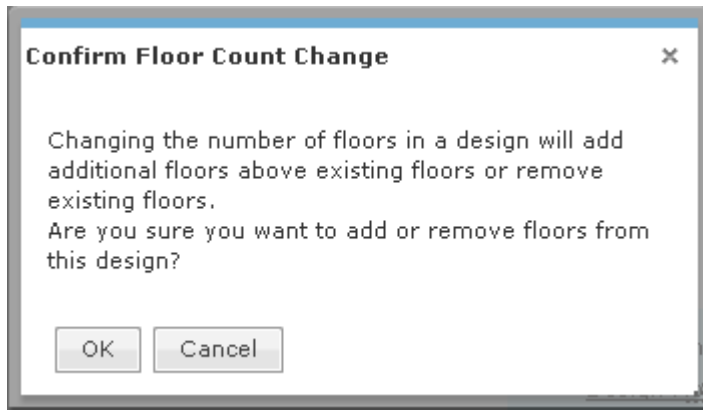 Confirm Floor Count Change
Changing the number of floors in a design will add
additional floors above existing floors or remove
existing floors.
Are you sure you want to add or remove floors from
this design?
OK Cancel